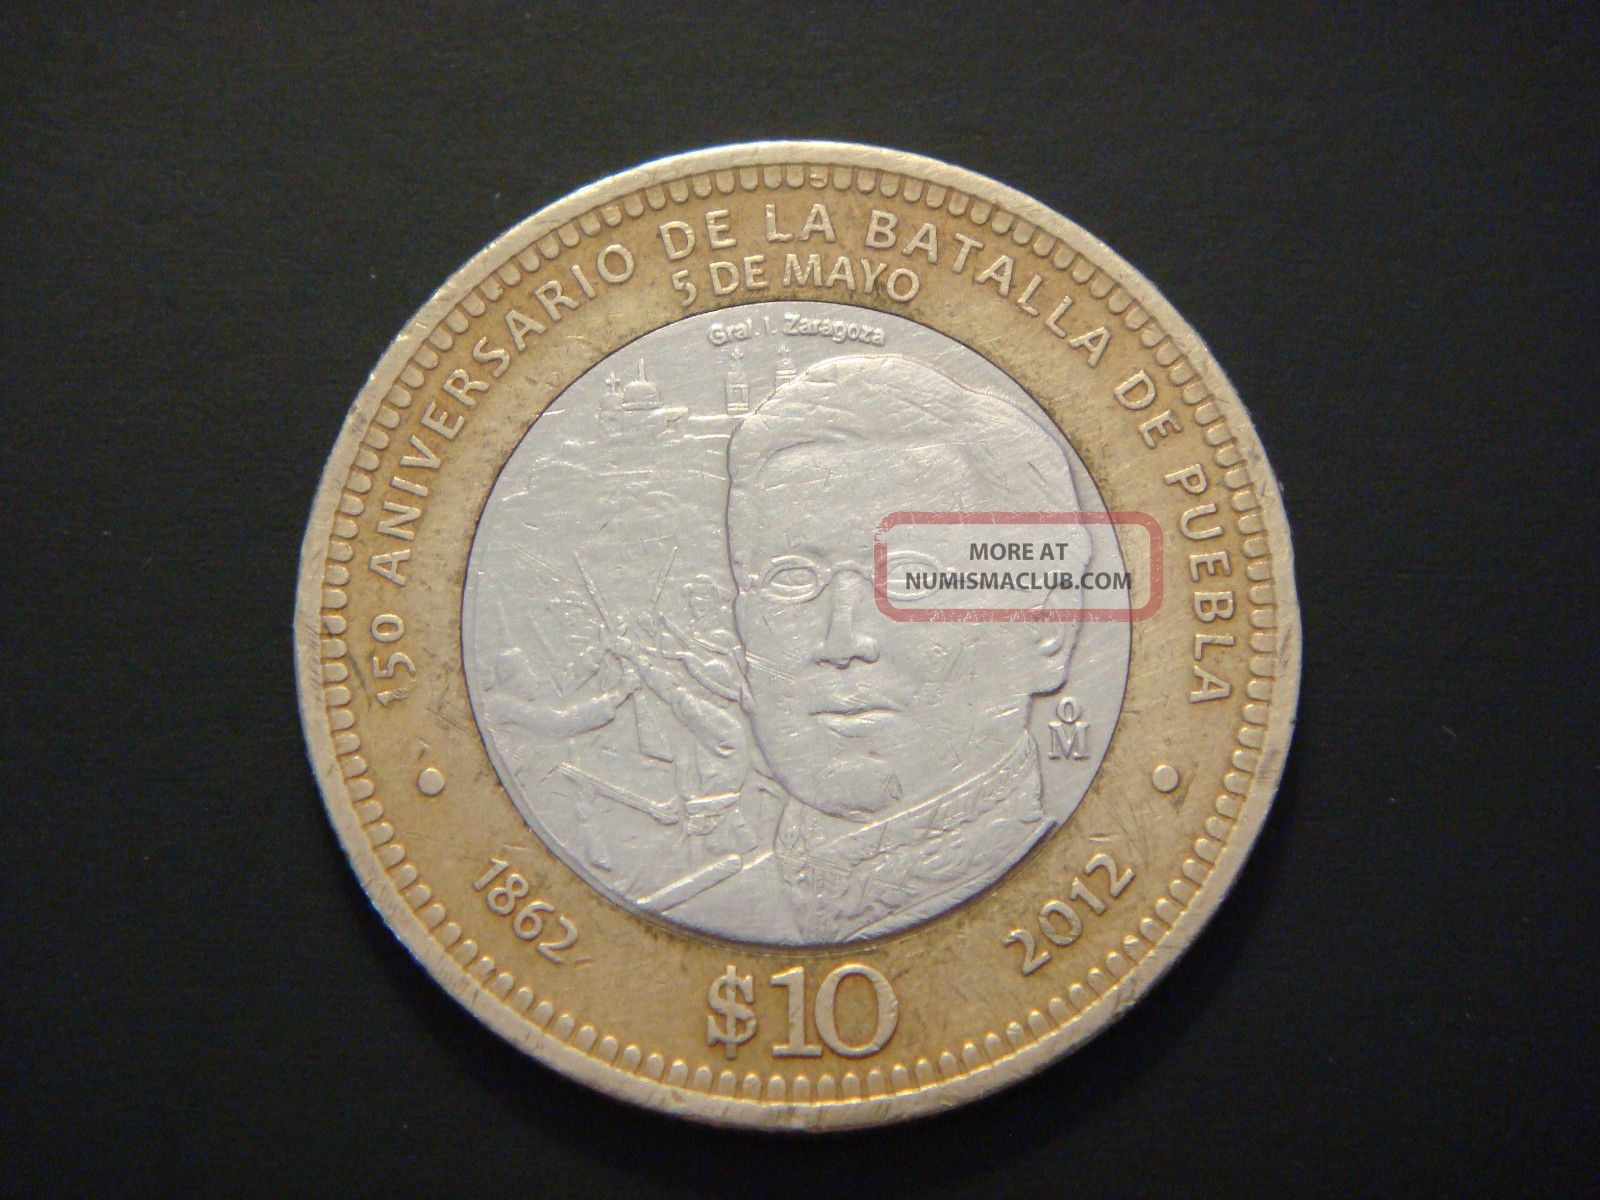 150 ANIVERSARIO DE LA BATALLA DE PUEBLA
5 DE MAYO
Gral. I. Zaragoza
MORE AT
NUMISMACLUB.COM
oM
1862
2012
$10